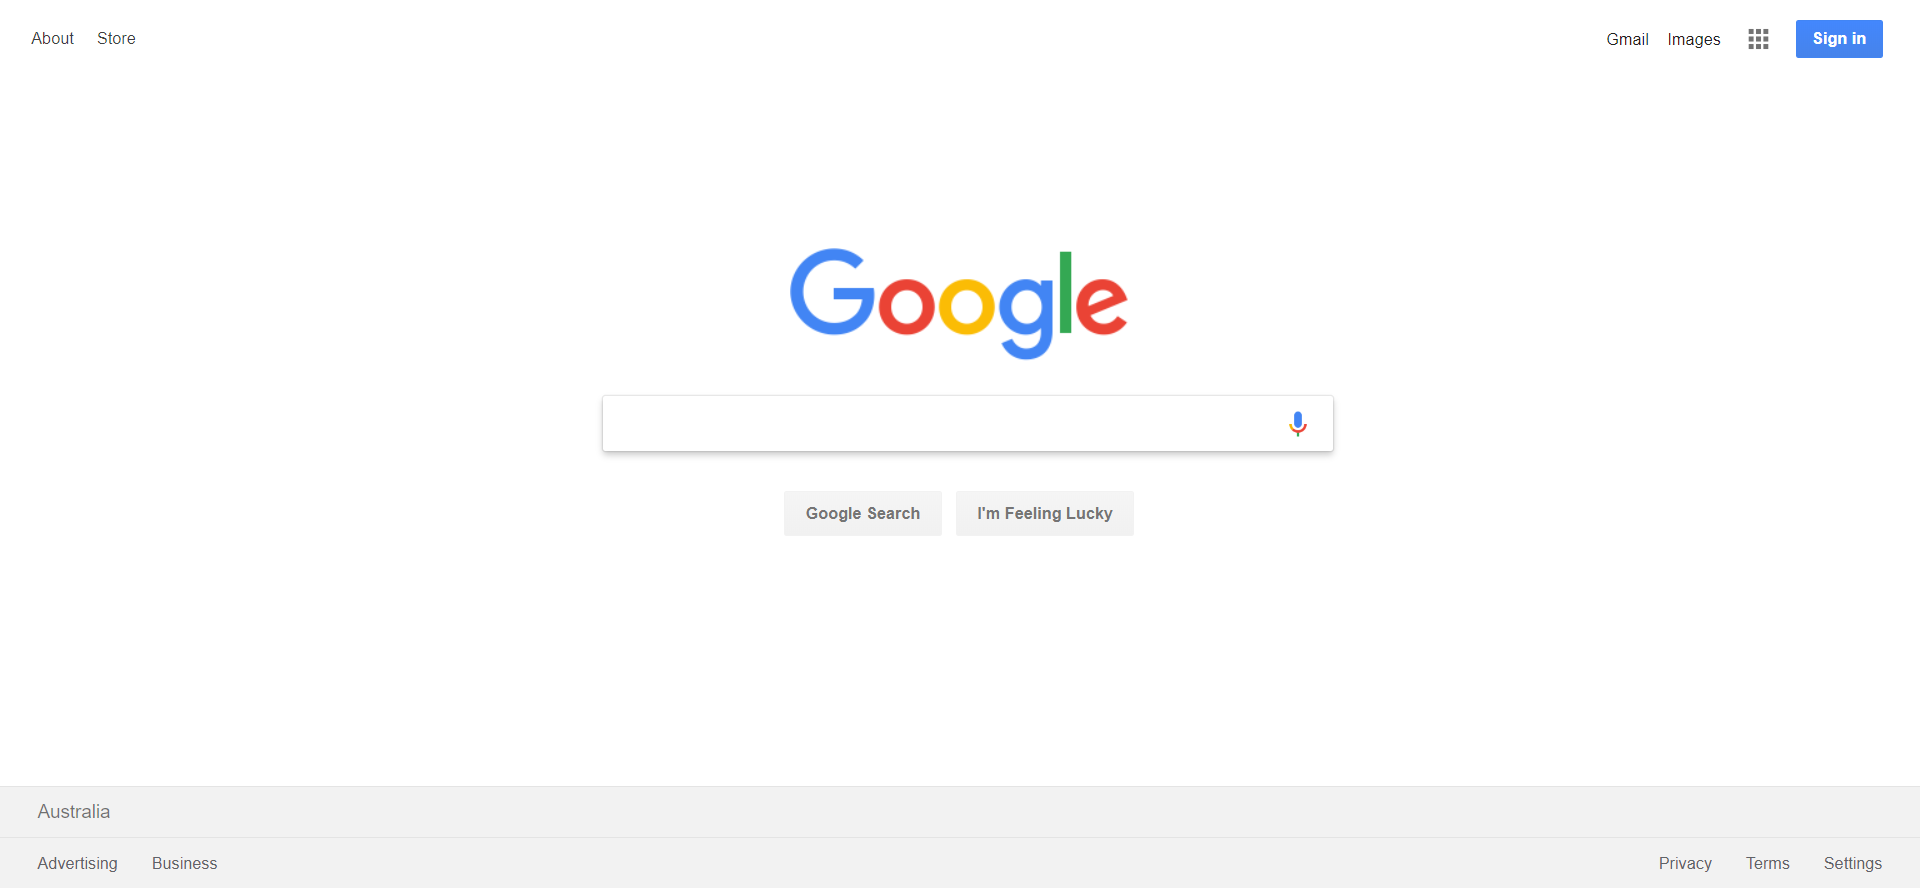 About Store Gmail Images Sign in
Google
Google Search I'm Feeling Lucky
Australia
Advertising Business Privacy Terms Settings